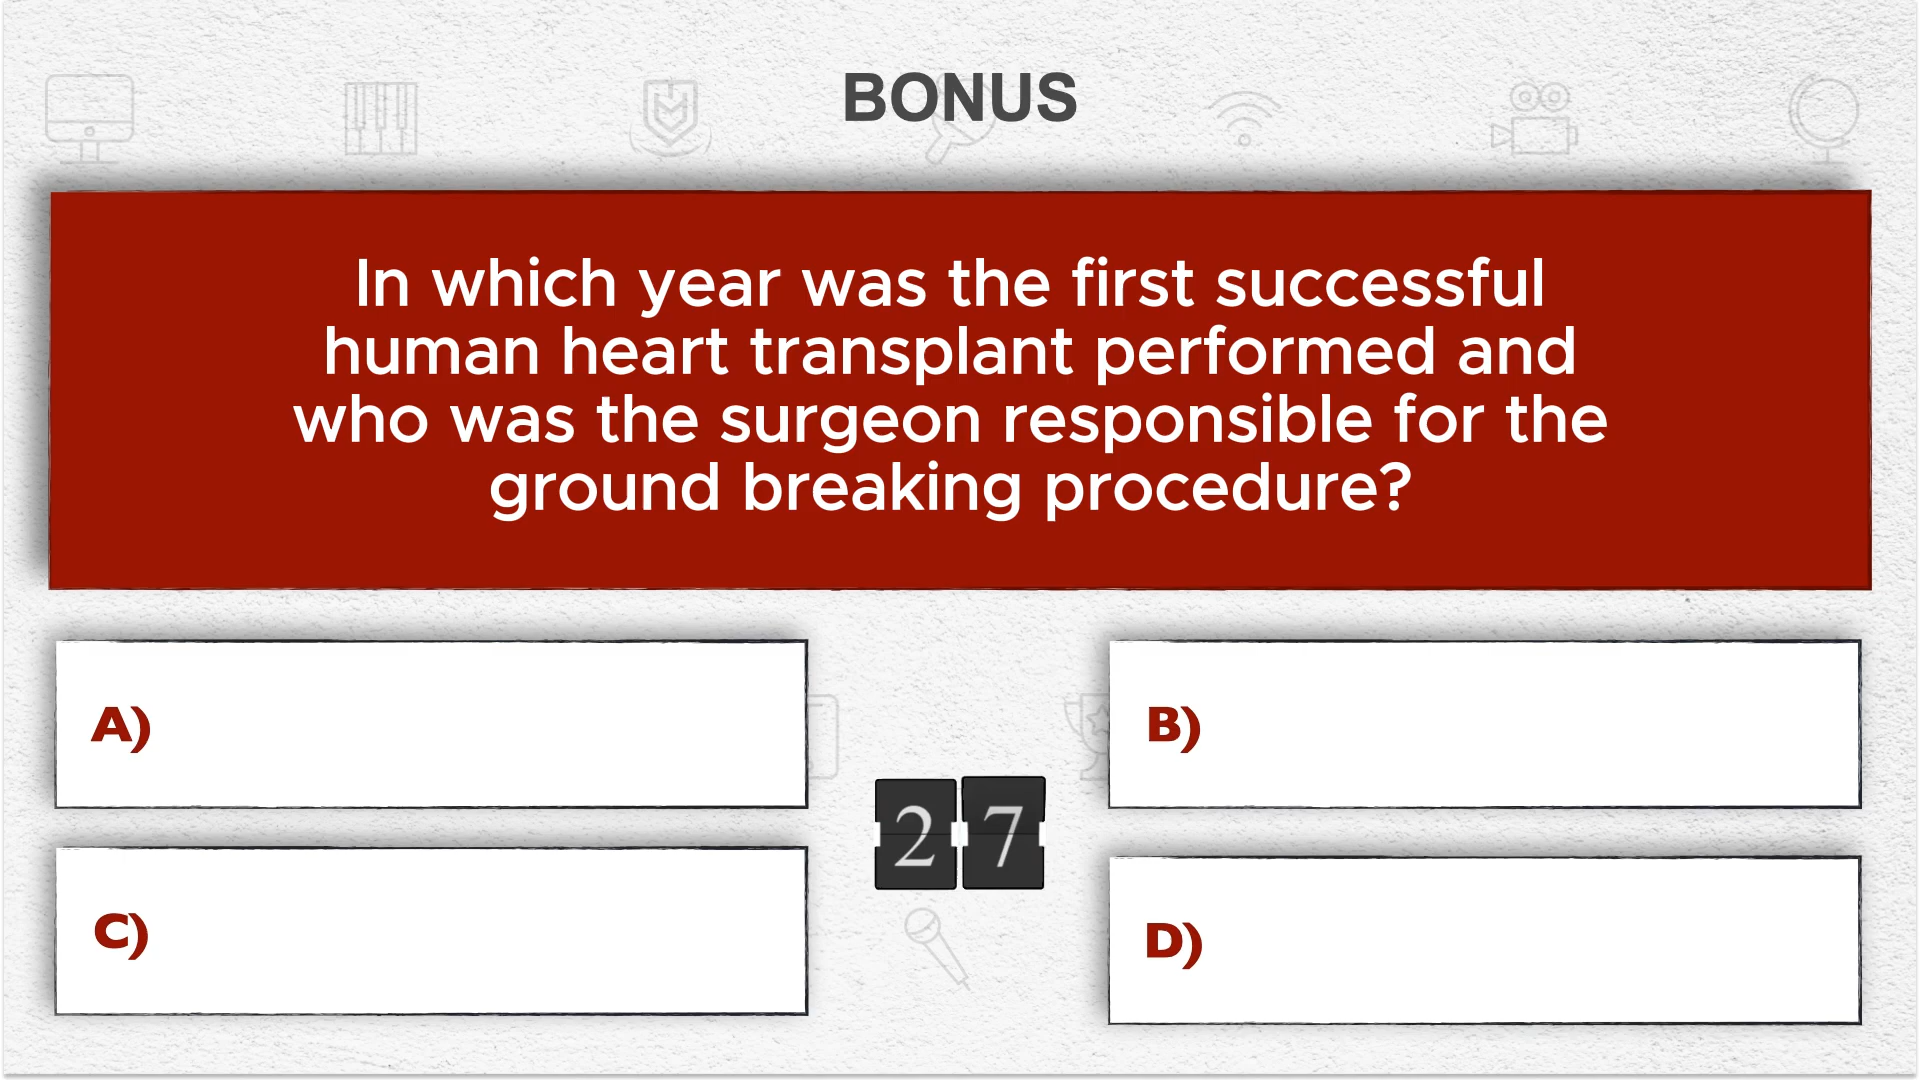 BONUS
In which year was the first successful
human heart transplant performed and
who was the surgeon responsible for the
ground breaking procedure?
A)
B)
27
C)
D)